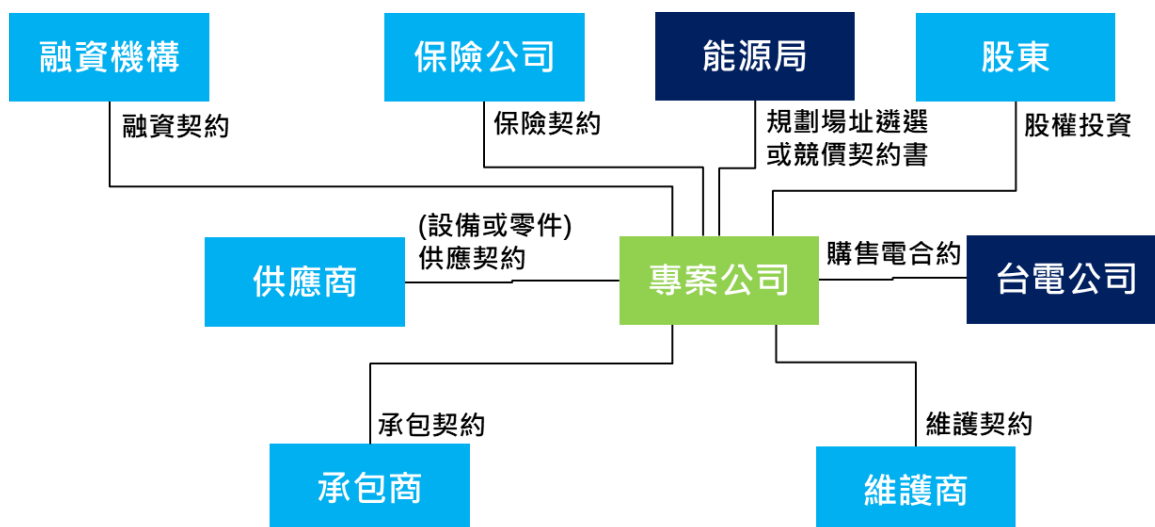 融資機構
保險公司
能源局
股東
融資契約
保險契約
規劃場址遴選
或競價契約書
股權投資
(設備或零件)
供應契約
供應商
專案公司
購售電合約
台電公司
承包契約
維護契約
承包商
維護商